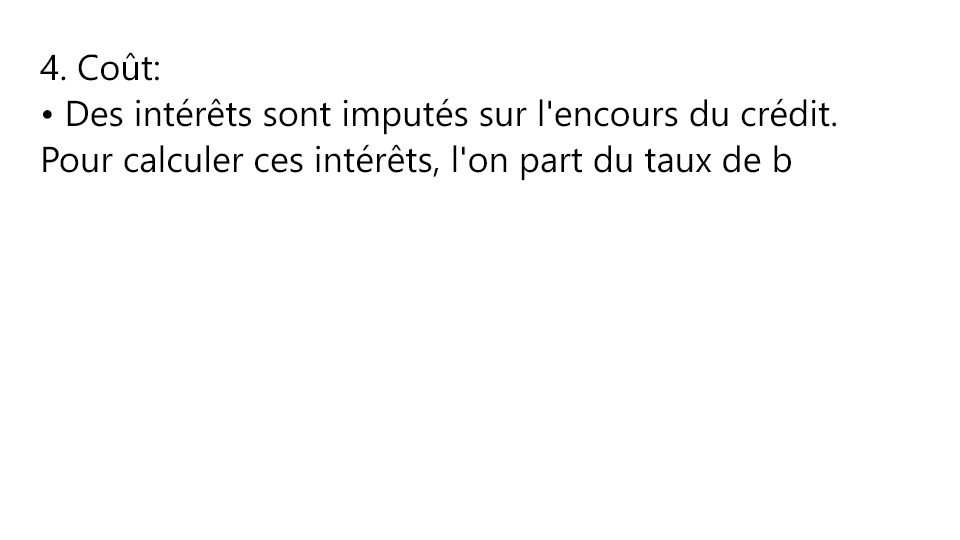 4. Coût:
• Des intérêts sont imputés sur l'encours du crédit.
Pour calculer ces intérêts, l'on part du taux de b